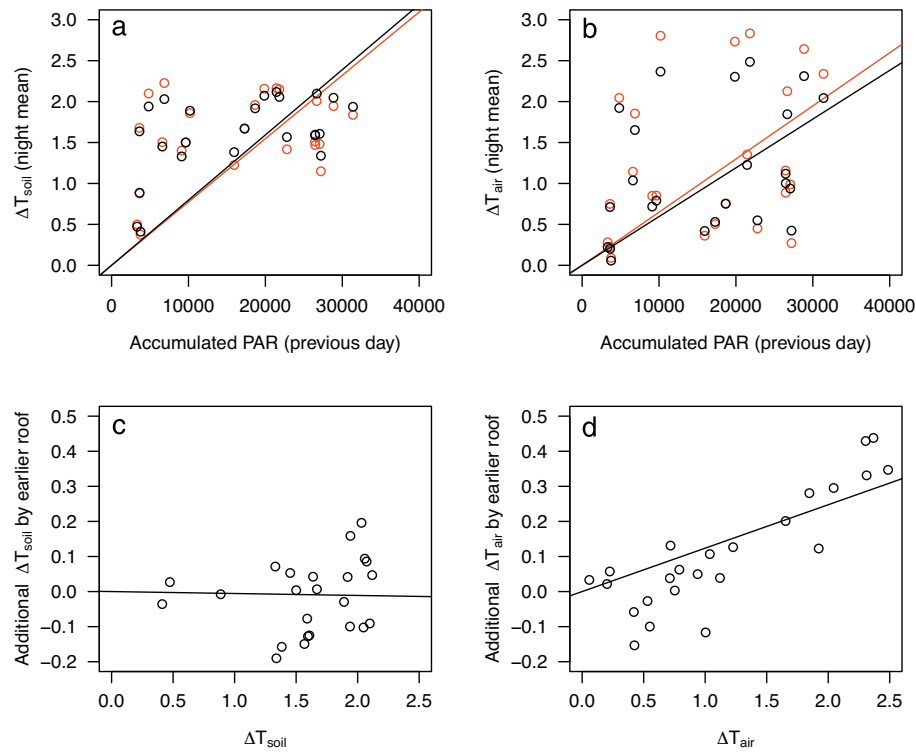 a
ΔTsoil (night mean)
3.0
2.5
2.0
1.5
1.0
0.5
0.0
0 10000 20000 30000 40000
Accumulated PAR (previous day)
b
ΔTair (night mean)
3.0
2.5
2.0
1.5
1.0
0.5
0.0
0 10000 20000 30000 40000
Accumulated PAR (previous day)
c
Additional ΔTsoil by earlier roof
0.5
0.4
0.3
0.2
0.1
0.0
−0.1
−0.2
0.0 0.5 1.0 1.5 2.0 2.5
ΔTsoil
d
Additional ΔTair by earlier roof
0.5
0.4
0.3
0.2
0.1
0.0
−0.1
−0.2
0.0 0.5 1.0 1.5 2.0 2.5
ΔTair